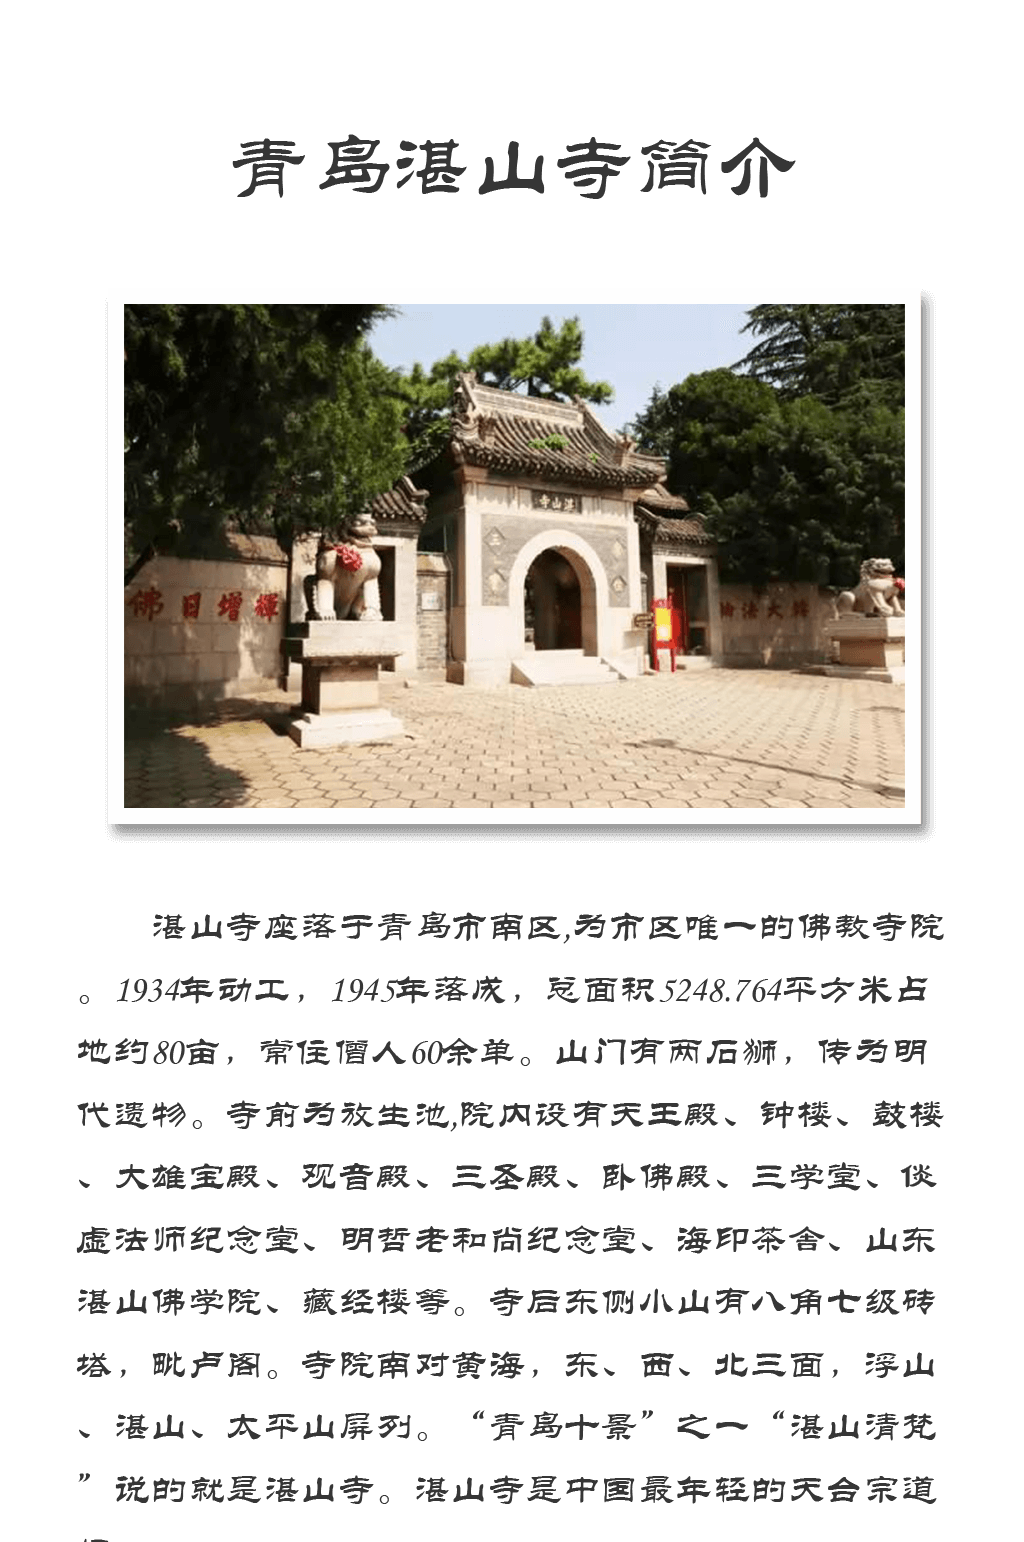 青岛湛山寺简介
寺山湛
佛日增輝
大法
湛山寺座落于青岛市南区,为市区唯一的佛教寺院
。1934年动工，1945年落成，总面积5248.764平方米占
地约80亩，常住僧人60余单。山门有两石狮，传为明
代遗物。寺前为放生池,院内设有天王殿、钟楼、鼓楼
、大雄宝殿、观音殿、三圣殿、卧佛殿、三学堂、倓
虚法师纪念堂、明哲老和尚纪念堂、海印茶舍、山东
湛山佛学院、藏经楼等。寺后东侧小山有八角七级砖
塔，毗卢阁。寺院南对黄海，东、西、北三面，浮山
、湛山、太平山屏列。“青岛十景”之一“湛山清梵
”说的就是湛山寺。湛山寺是中国最年轻的天台宗道